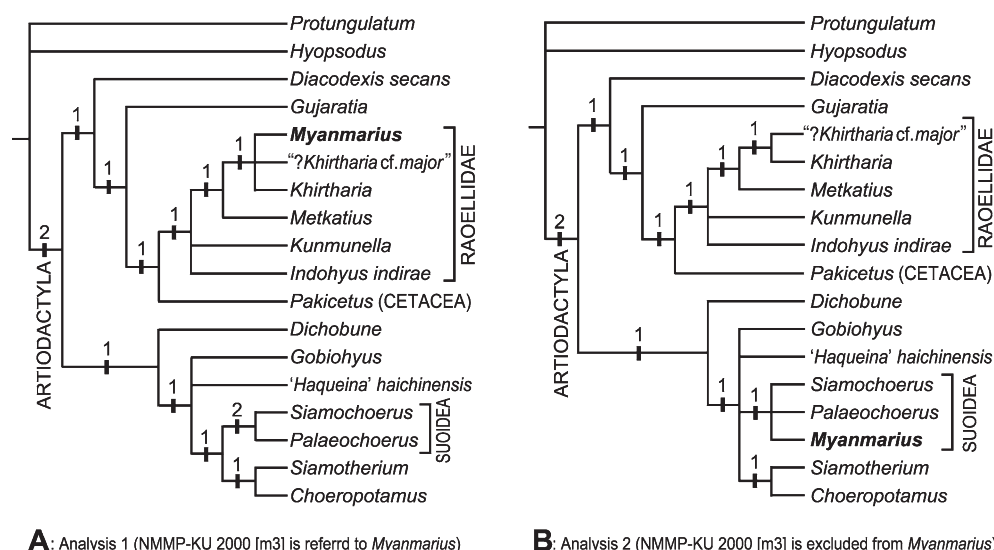 Protungulatum
Hyopsodus
Diacodexis secans
Gujaratia
Myanmarius
"?Khirtharia cf. major"
Khirtharia
Metkatius
Kunmunella
Indohyus indirae
Pakicetus (CETACEA)
Dichobune
Gobiohyus
'Haqueina' haichinensis
Siamochoerus
Palaeochoerus
Siamotherium
Choeropotamus
RAOELLIDAE
SUOIDEA
ARTIODACTYLA
2
1
1
1
1
1
1
1
1
1
2
1
A: Analysis 1 (NMMP-KU 2000 [m3] is referrd to Myanmarius)
Protungulatum
Hyopsodus
Diacodexis secans
Gujaratia
"?Khirtharia cf. major"
Khirtharia
Metkatius
Kunmunella
Indohyus indirae
Pakicetus (CETACEA)
Dichobune
Gobiohyus
'Haqueina' haichinensis
Siamochoerus
Palaeochoerus
Myanmarius
Siamotherium
Choeropotamus
RAOELLIDAE
SUOIDEA
ARTIODACTYLA
2
1
1
1
1
1
1
1
1
1
1
B: Analysis 2 (NMMP-KU 2000 [m3] is excluded from Myanmarius)